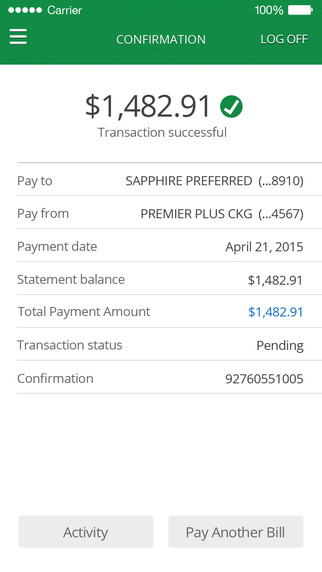 Carrier 100%
CONFIRMATION LOG OFF
$1,482.91
Transaction successful
Pay to SAPPHIRE PREFERRED (...8910)
Pay from PREMIER PLUS CKG (...4567)
Payment date April 21, 2015
Statement balance $1,482.91
Total Payment Amount $1,482.91
Transaction status Pending
Confirmation 92760551005
Activity Pay Another Bill